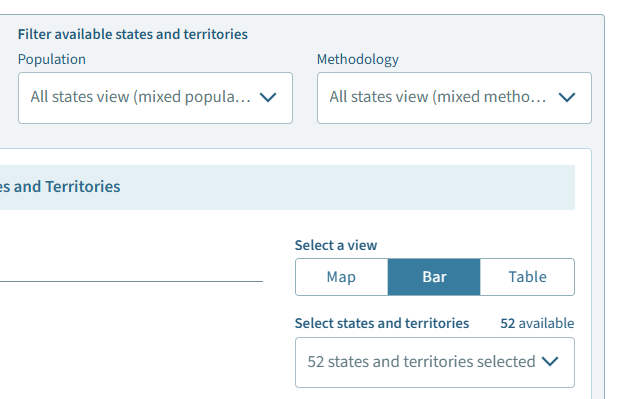 Filter available states and territories
Population
Methodology
All states view (mixed popula...
All states view (mixed metho...
es and Territories
Select a view
Map
Bar
Table
Select states and territories 52 available
52 states and territories selected